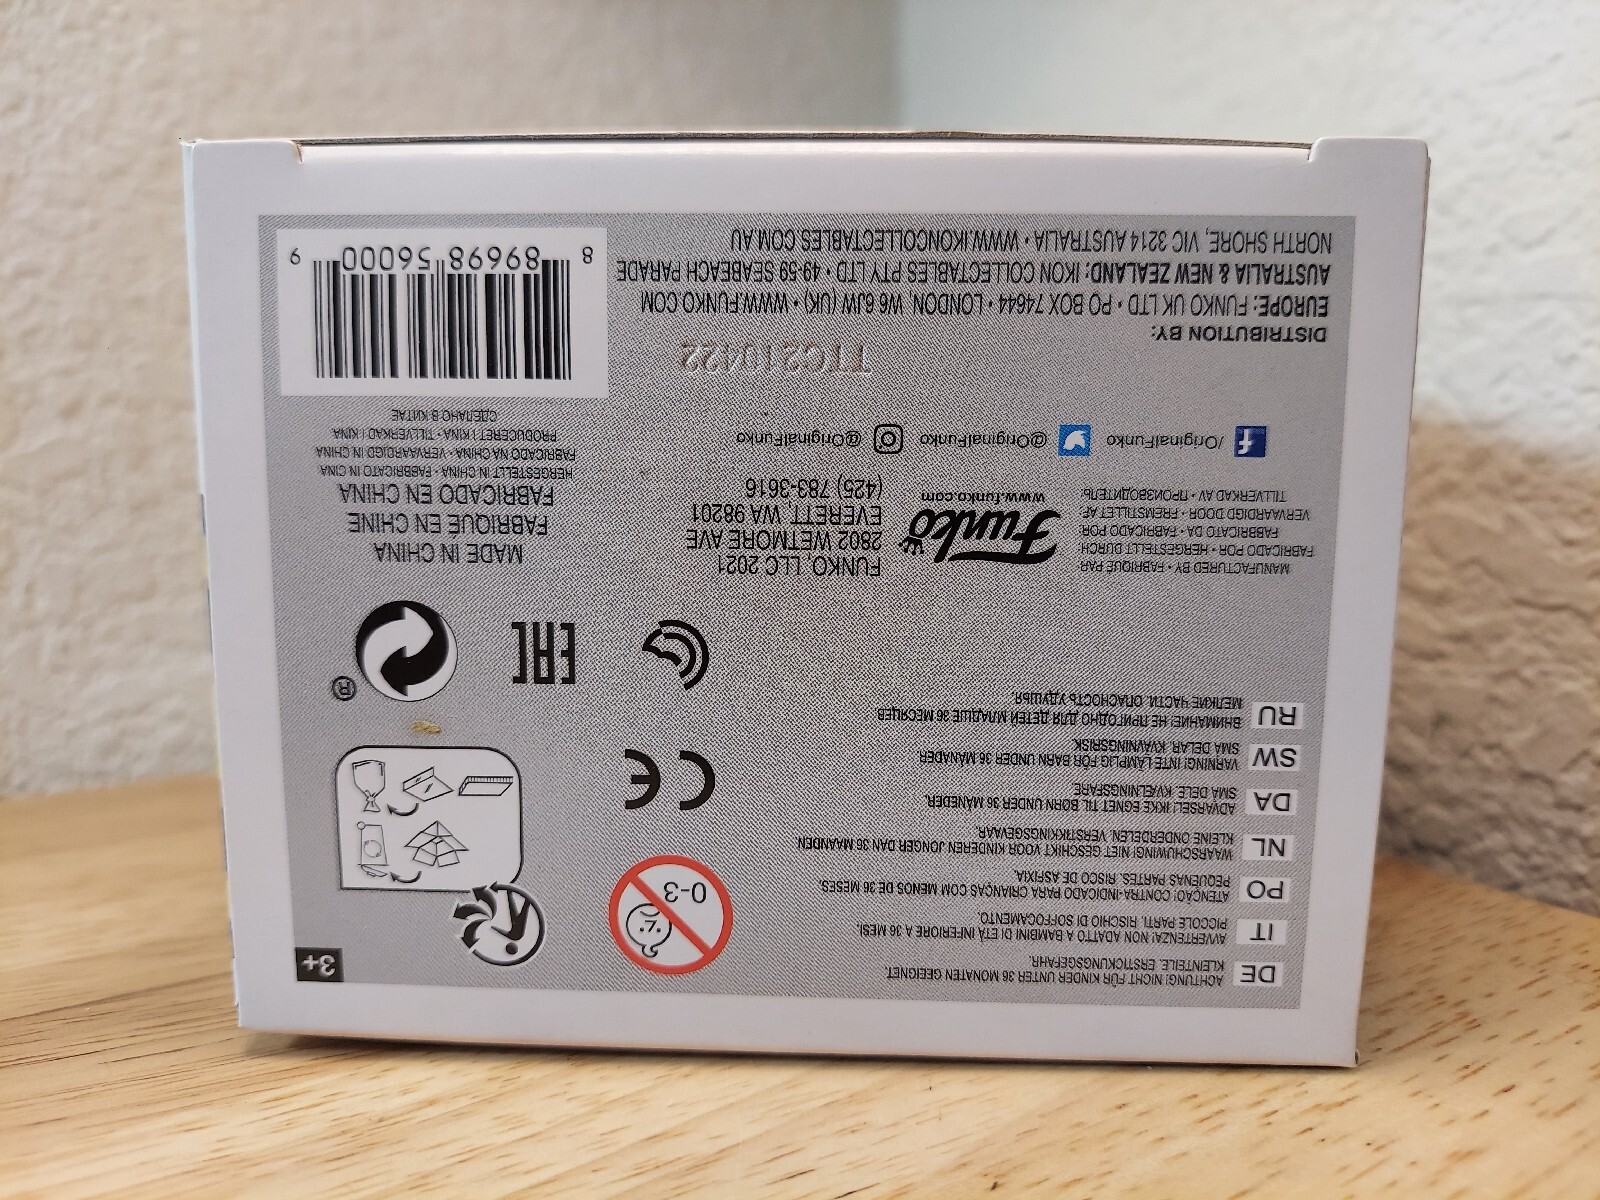 DE ACHTUNG! NICHT FÜR KINDER UNTER 36 MONATEN GEEIGNET.
KLEINTEILE. ERSTICKUNGSGEFAHR.
IT AVVERTENZA! NON ADATTO A BAMBINI DI ETÀ INFERIORE A 36 MESI.
PICCOLE PARTI. RISCHIO DI SOFFOCAMENTO.
PO ATENÇÃO! CONTRA-INDICADO PARA CRIANÇAS COM MENOS DE 36 MESES.
PEQUENAS PARTES. RISCO DE ASFIXIA.
NL WAARSCHUWING! NIET GESCHIKT VOOR KINDEREN JONGER DAN 36 MAANDEN
KLEINE ONDERDELEN. VERSTIKKINGSGEVAAR.
DA ADVARSEL! IKKE EGNET TIL BØRN UNDER 36 MÅNEDER.
SMA DELE. KVÆLNINGSFARE.
SW VARNING! INTE LÄMPLIG FÖR BARN UNDER 36 MÅNADER.
SMA DELAR. KVÄVNINGSRISK.
RU ВНИМАНИЕ! НЕ ПРИГОДНО ДЛЯ ДЕТЕЙ МЛАДШЕ 36 МЕСЯЦЕВ
МЕЛКИЕ ЧАСТИ. ОПАСНОСТЬ УДУШЬЯ.
0-3
3+
CE
EAC
®
MANUFACTURED BY • FABRIQUÉ PAR:
FABRICADO POR • HERGESTELLT DURCH:
FABBRICATO DA • FABRICADO POR
VERVAARDIGD DOOR • FREMSTILLET AF:
TILLVERKAD AV • ПРОИЗВОДИТЕЛЬ:
Funko
www.funko.com
FUNKO, LLC 2021
2802 WETMORE AVE
EVERETT, WA 98201
(425) 783-3616
MADE IN CHINA
FABRIQUÉ EN CHINE
FABRICADO EN CHINA
HERGESTELLT IN CHINA • FABBRICATO IN CINA
FABRICADO NA CHINA • VERVAARDIGD IN CHINA
PRODUCERET I KINA • TILLVERKAD I KINA
СДЕЛАНО В КИТАЕ
/OriginalFunko
@OriginalFunko
@OriginalFunko
TTC210422
DISTRIBUTION BY:
EUROPE: FUNKO UK LTD • PO BOX 74644 • LONDON W6 6JW (UK) • WWW.FUNKO.COM
AUSTRALIA & NEW ZEALAND: IKON COLLECTABLES PTY LTD • 49-59 SEABEACH PARADE
NORTH SHORE, VIC 3214 AUSTRALIA • WWW.IKONCOLLECTABLES.COM.AU
8 89698 56000 9